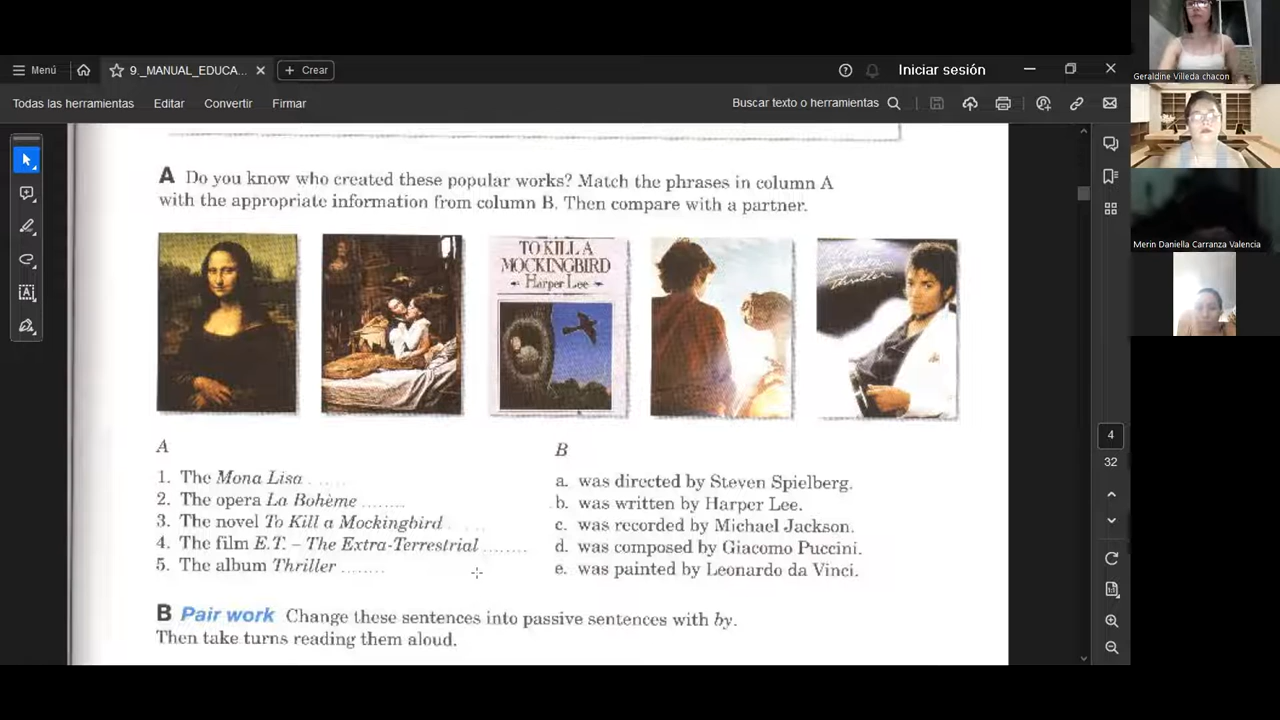 Menú
9._MANUAL_EDUCA...
Crear
Iniciar sesión
Todas las herramientas
Editar
Convertir
Firmar
Buscar texto o herramientas
A Do you know who created these popular works? Match the phrases in column A
with the appropriate information from column B. Then compare with a partner.
TO KILL A
MOCKINGBIRD
Harper Lee
Thriller
A
1. The Mona Lisa ......
2. The opera La Bohème ........
3. The novel To Kill a Mockingbird ......
4. The film E.T. – The Extra-Terrestrial ........
5. The album Thriller ........
B
a. was directed by Steven Spielberg.
b. was written by Harper Lee.
c. was recorded by Michael Jackson.
d. was composed by Giacomo Puccini.
e. was painted by Leonardo da Vinci.
B Pair work Change these sentences into passive sentences with by.
Then take turns reading them aloud.
4
32
Geraldine Villeda chacon
Merin Daniella Carranza Valencia